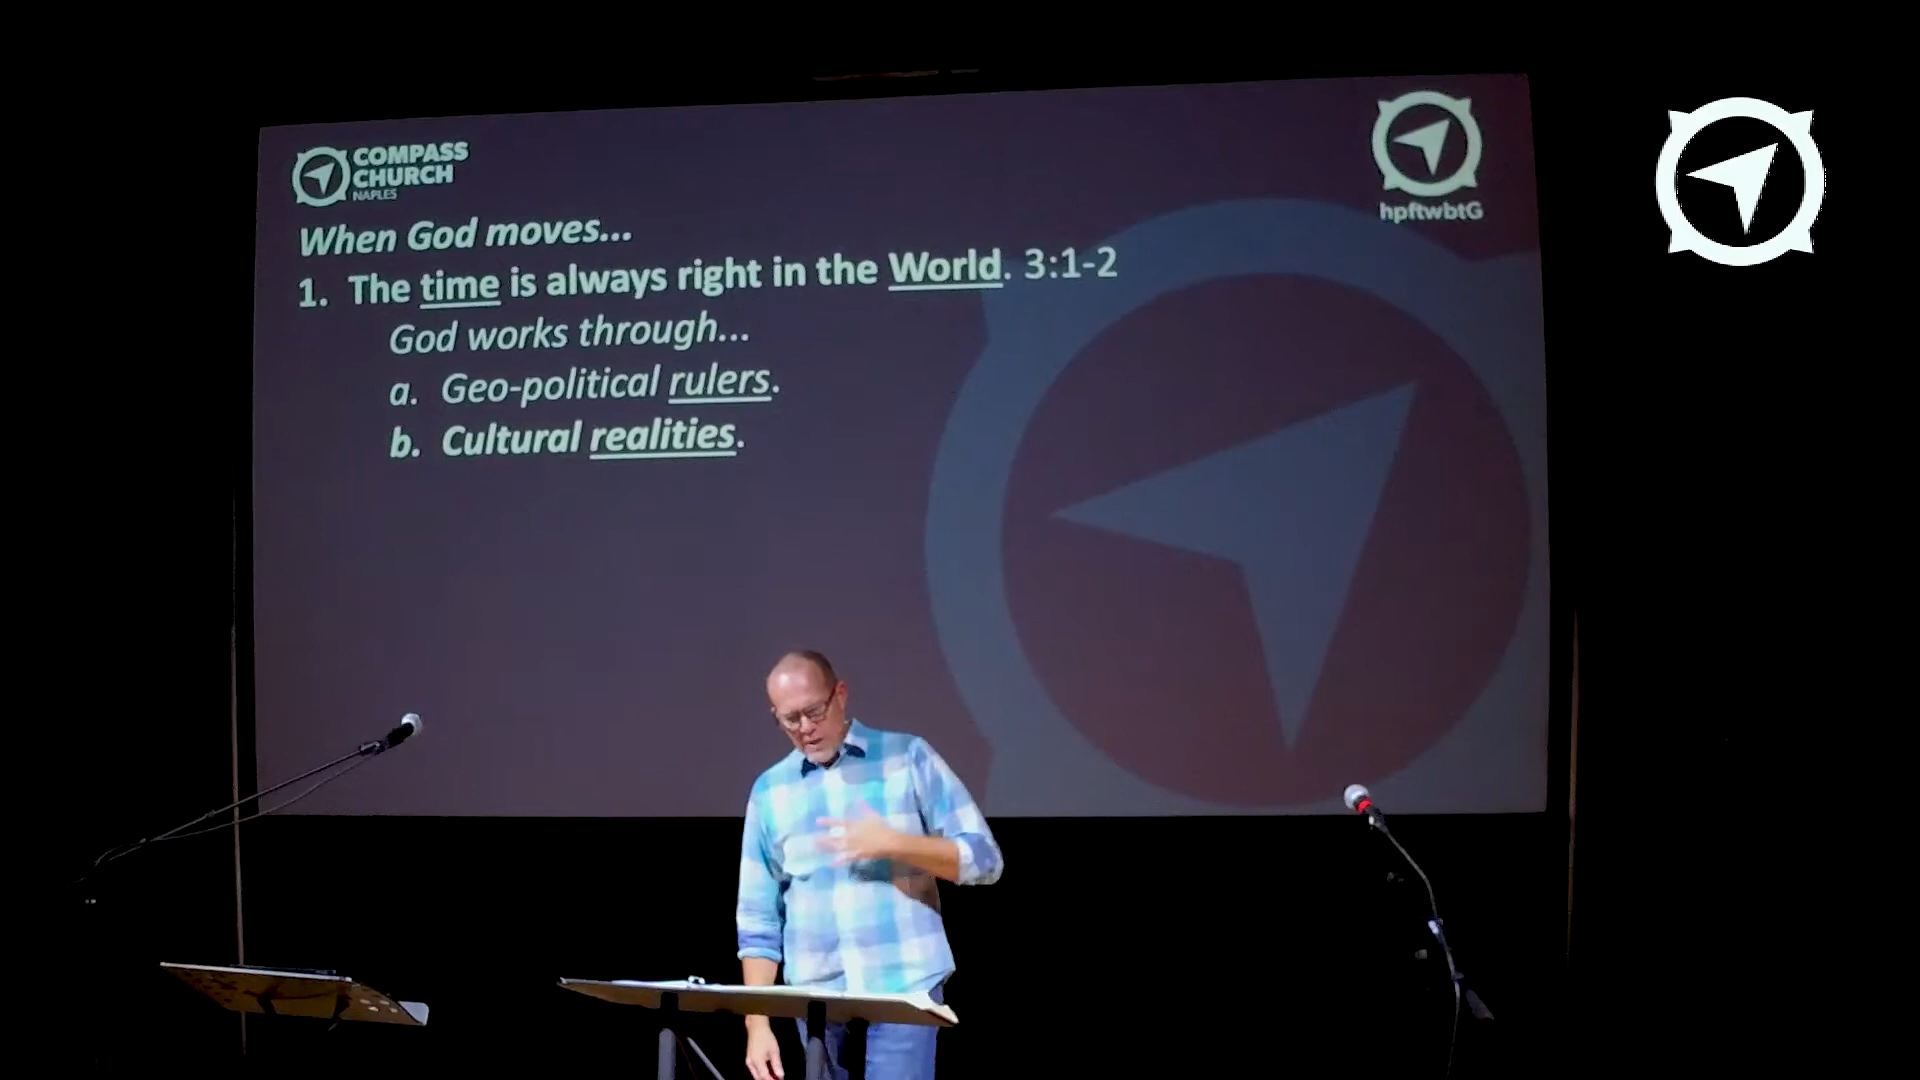 COMPASS
CHURCH
NAPLES
hpftwbtG
When God moves...
1. The time is always right in the World. 3:1-2
God works through...
a. Geo-political rulers.
b. Cultural realities.